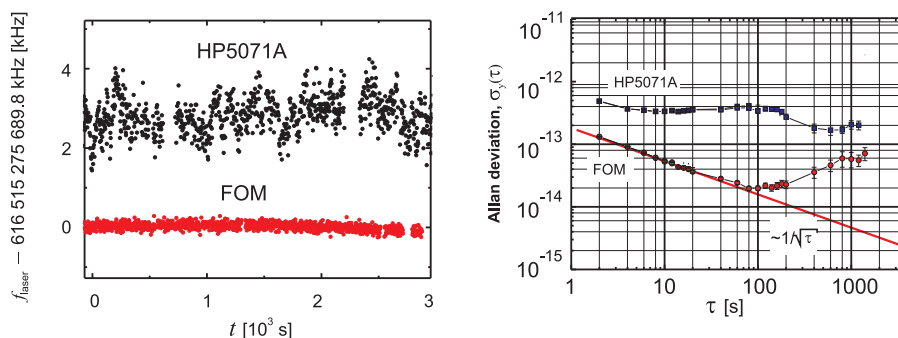 f_laser – 616 515 275 689.8 kHz [kHz]
4
2
0
HP5071A
FOM
0
1
2
3
t [10³ s]
Allan deviation, σ_y(τ)
10⁻¹¹
10⁻¹²
10⁻¹³
10⁻¹⁴
10⁻¹⁵
HP5071A
FOM
~1/√τ
1
10
100
1000
τ [s]